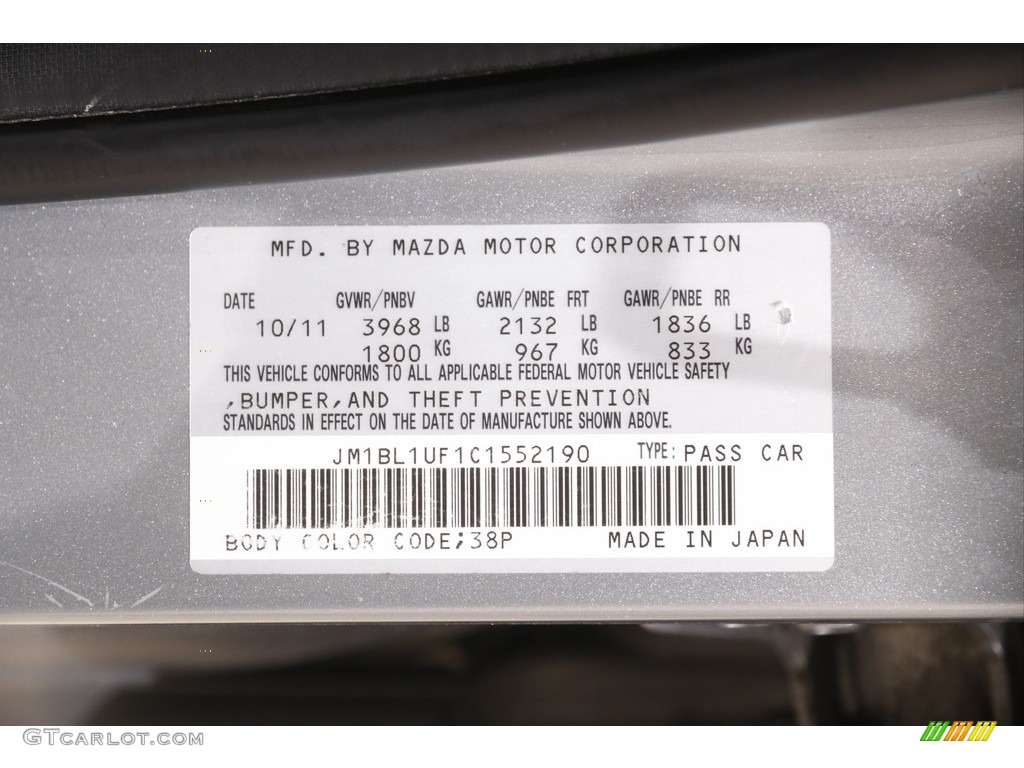 MFD. BY MAZDA MOTOR CORPORATION
DATE GVWR/PNBV GAWR/PNBE FRT GAWR/PNBE RR
10/11 3968 LB 2132 LB 1836 LB
1800 KG 967 KG 833 KG
THIS VEHICLE CONFORMS TO ALL APPLICABLE FEDERAL MOTOR VEHICLE SAFETY
,BUMPER,AND THEFT PREVENTION
STANDARDS IN EFFECT ON THE DATE OF MANUFACTURE SHOWN ABOVE.
JM1BL1UF1C1552190 TYPE: PASS CAR
BODY COLOR CODE;38P MADE IN JAPAN
GTCARLOT.COM